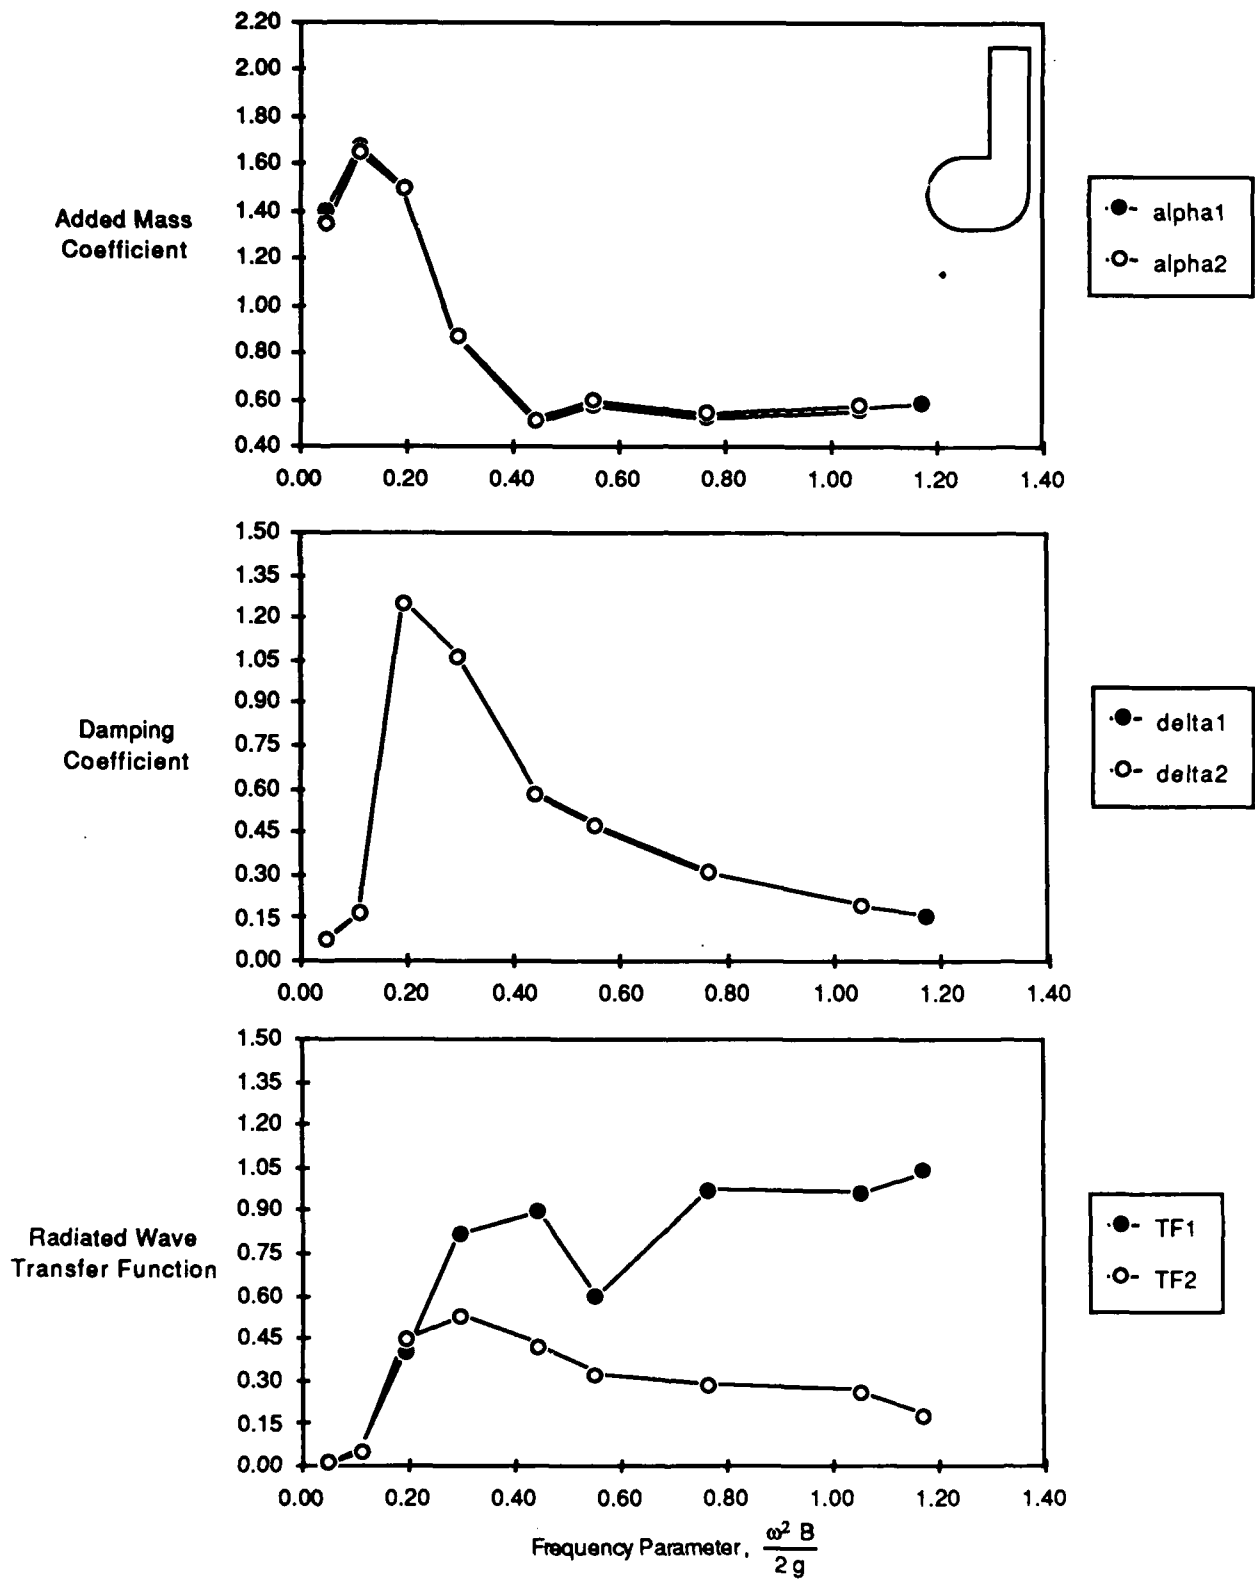 2.20
2.00
1.80
1.60
1.40
1.20
1.00
0.80
0.60
0.40
Added Mass
Coefficient
0.00 0.20 0.40 0.60 0.80 1.00 1.20 1.40
alpha1
alpha2
1.50
1.35
1.20
1.05
0.90
0.75
0.60
0.45
0.30
0.15
0.00
Damping
Coefficient
0.00 0.20 0.40 0.60 0.80 1.00 1.20 1.40
delta1
delta2
1.50
1.35
1.20
1.05
0.90
0.75
0.60
0.45
0.30
0.15
0.00
Radiated Wave
Transfer Function
0.00 0.20 0.40 0.60 0.80 1.00 1.20 1.40
TF1
TF2
Frequency Parameter, ω² B
2 g